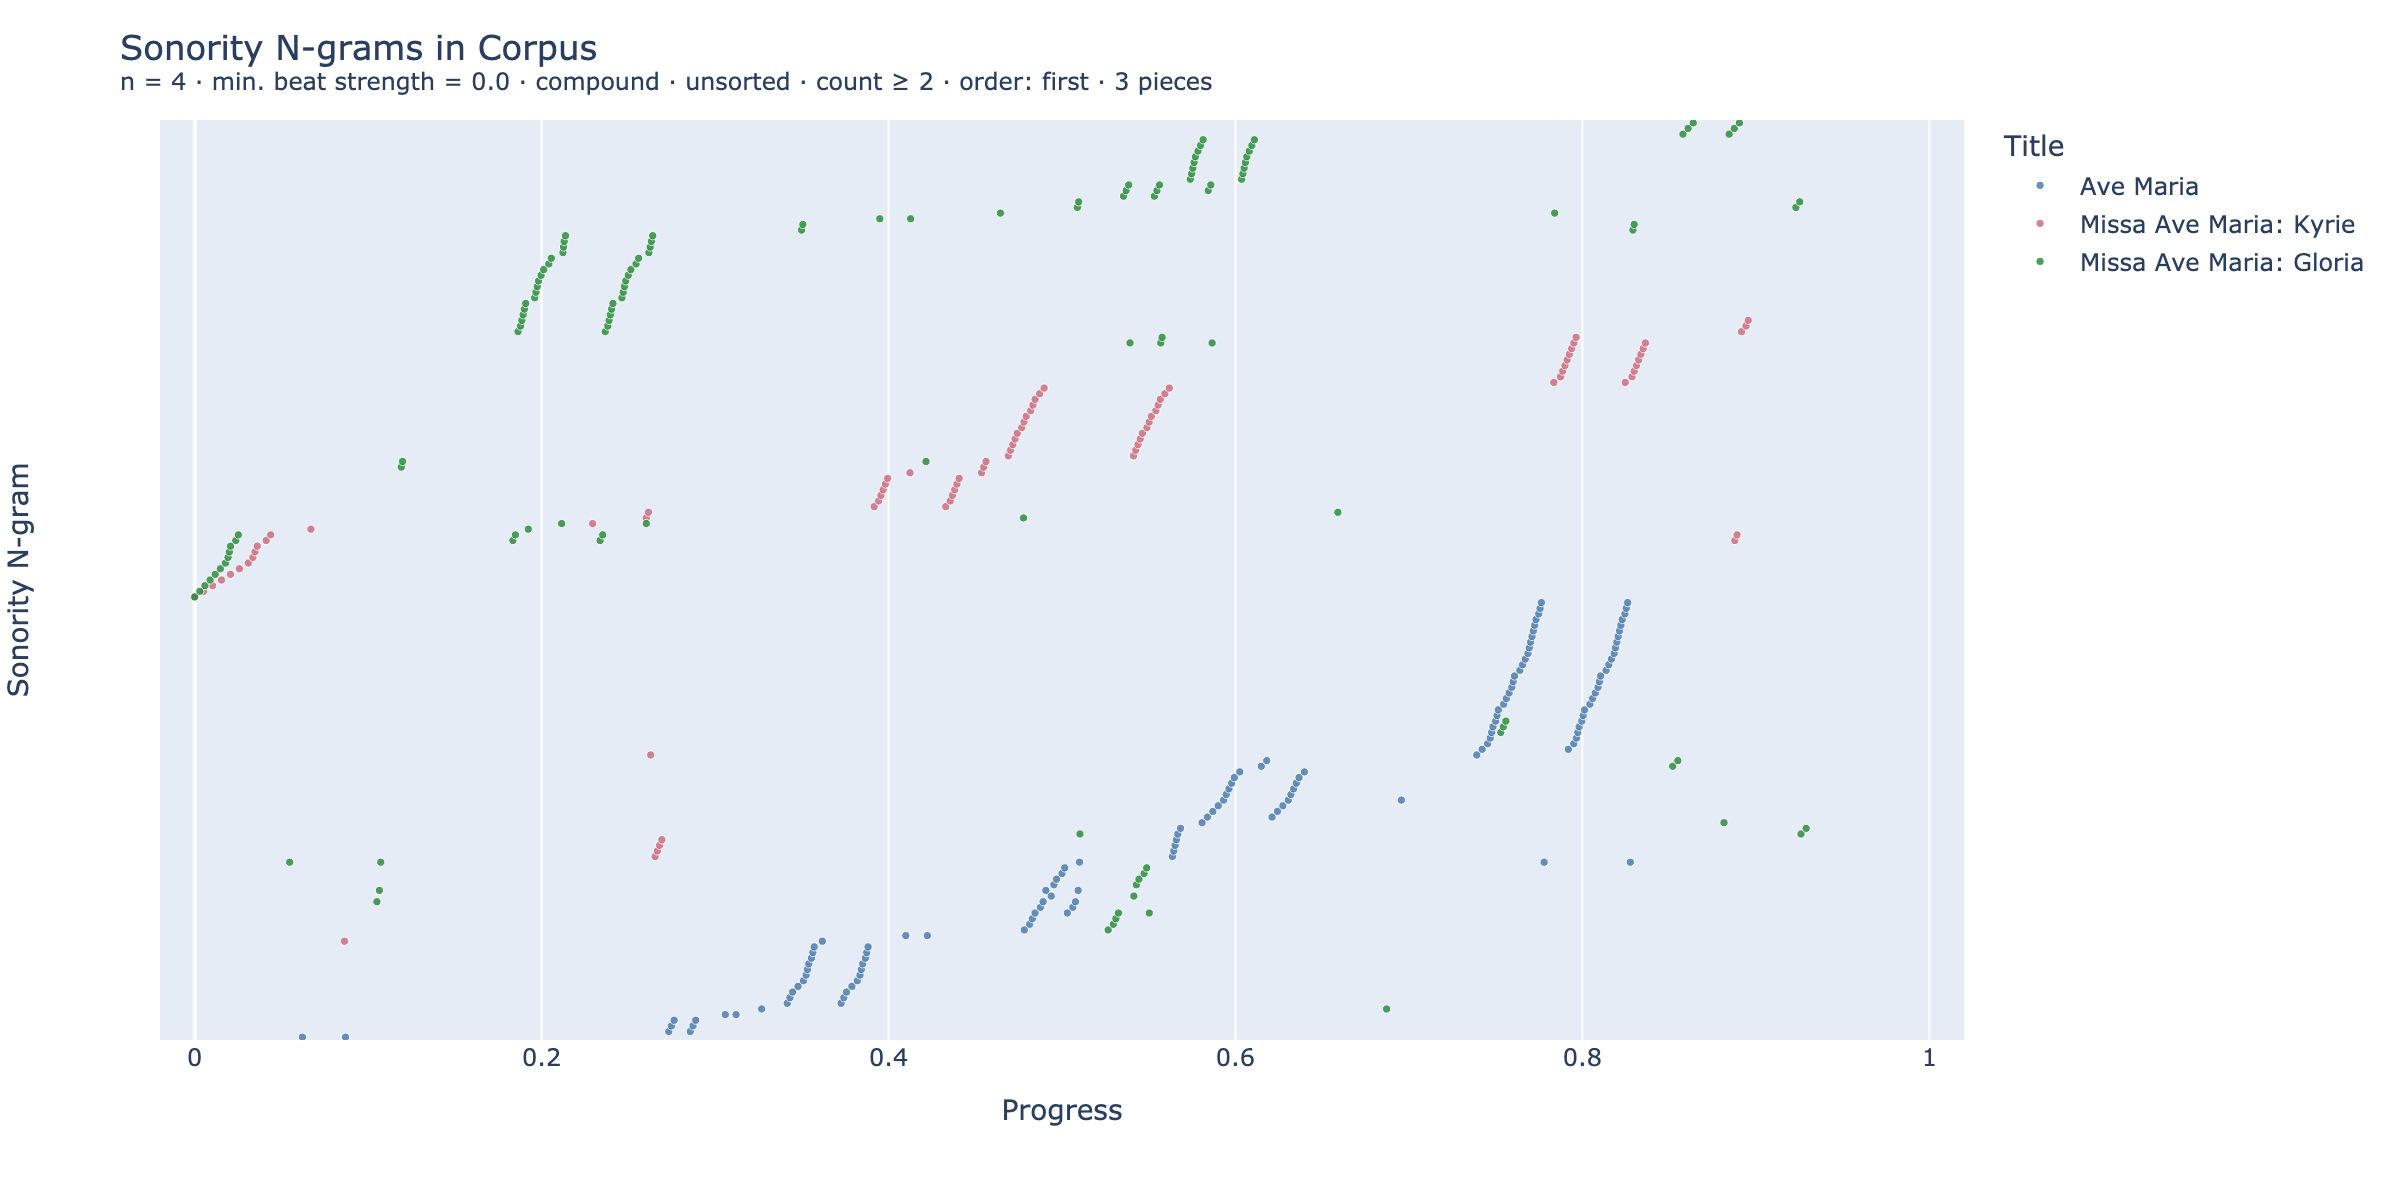 Sonority N-grams in Corpus
n = 4 · min. beat strength = 0.0 · compound · unsorted · count ≥ 2 · order: first · 3 pieces
Title
Ave Maria
Missa Ave Maria: Kyrie
Missa Ave Maria: Gloria
Sonority N-gram
0
0.2
0.4
0.6
0.8
1
Progress